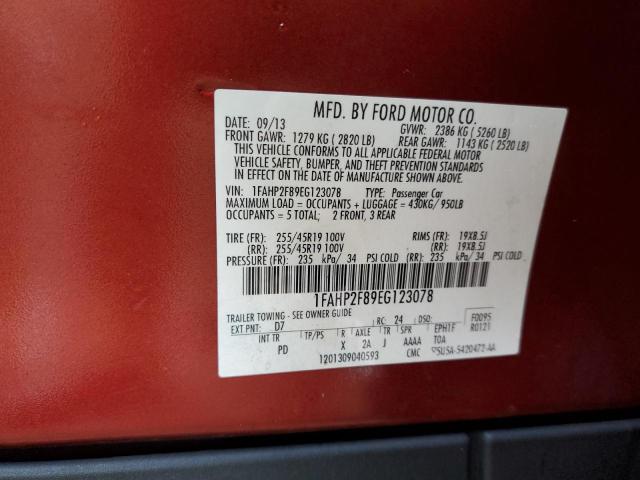 MFD. BY FORD MOTOR CO.
DATE: 09/13 GVWR: 2386 KG ( 5260 LB)
FRONT GAWR: 1279 KG ( 2820 LB) REAR GAWR: 1143 KG ( 2520 LB)
THIS VEHICLE CONFORMS TO ALL APPLICABLE FEDERAL MOTOR
VEHICLE SAFETY, BUMPER, AND THEFT PREVENTION STANDARDS
IN EFFECT ON THE DATE OF MANUFACTURE SHOWN ABOVE.
VIN: 1FAHP2F89EG123078 TYPE: Passenger Car
MAXIMUM LOAD = OCCUPANTS + LUGGAGE = 430KG/ 950LB
OCCUPANTS = 5 TOTAL: 2 FRONT, 3 REAR
TIRE (FR): 255/45R19 100V RIMS (FR): 19X8.5J
(RR): 255/45R19 100V (RR): 19X8.5J
PRESSURE (FR): 235 kPa/ 34 PSI COLD (RR): 235 kPa/ 34 PSI COLD
1FAHP2F89EG123078
TRAILER TOWING - SEE OWNER GUIDE
EXT PNT: D7 RC: 24 DSO: F0095
R0121
INT TR TP/PS R AXLE TR SPR EPHIF
PD X 2A J AAAA TOA
1201309040593 CMC 5U5A-5420472-AA